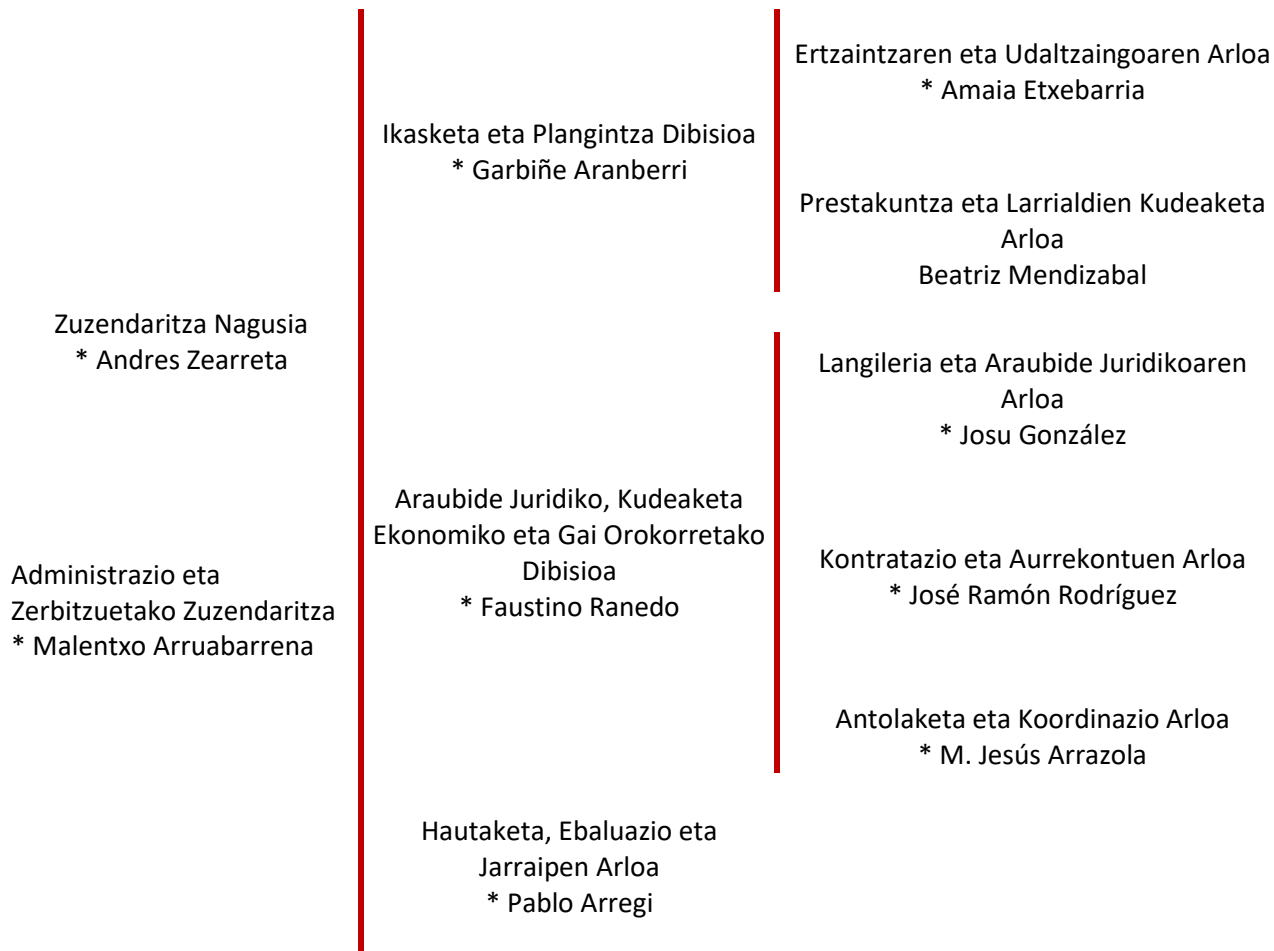 Zuzendaritza Nagusia
* Andres Zearreta
Administrazio eta
Zerbitzuetako Zuzendaritza
* Malentxo Arruabarrena
Ikasketa eta Plangintza Dibisioa
* Garbiñe Aranberri
Araubide Juridiko, Kudeaketa
Ekonomiko eta Gai Orokorretako
Dibisioa
* Faustino Ranedo
Hautaketa, Ebaluazio eta
Jarraipen Arloa
* Pablo Arregi
Ertzaintzaren eta Udaltzaingoaren Arloa
* Amaia Etxebarria
Prestakuntza eta Larrialdien Kudeaketa
Arloa
Beatriz Mendizabal
Langileria eta Araubide Juridikoaren
Arloa
* Josu González
Kontratazio eta Aurrekontuen Arloa
* José Ramón Rodríguez
Antolaketa eta Koordinazio Arloa
* M. Jesús Arrazola